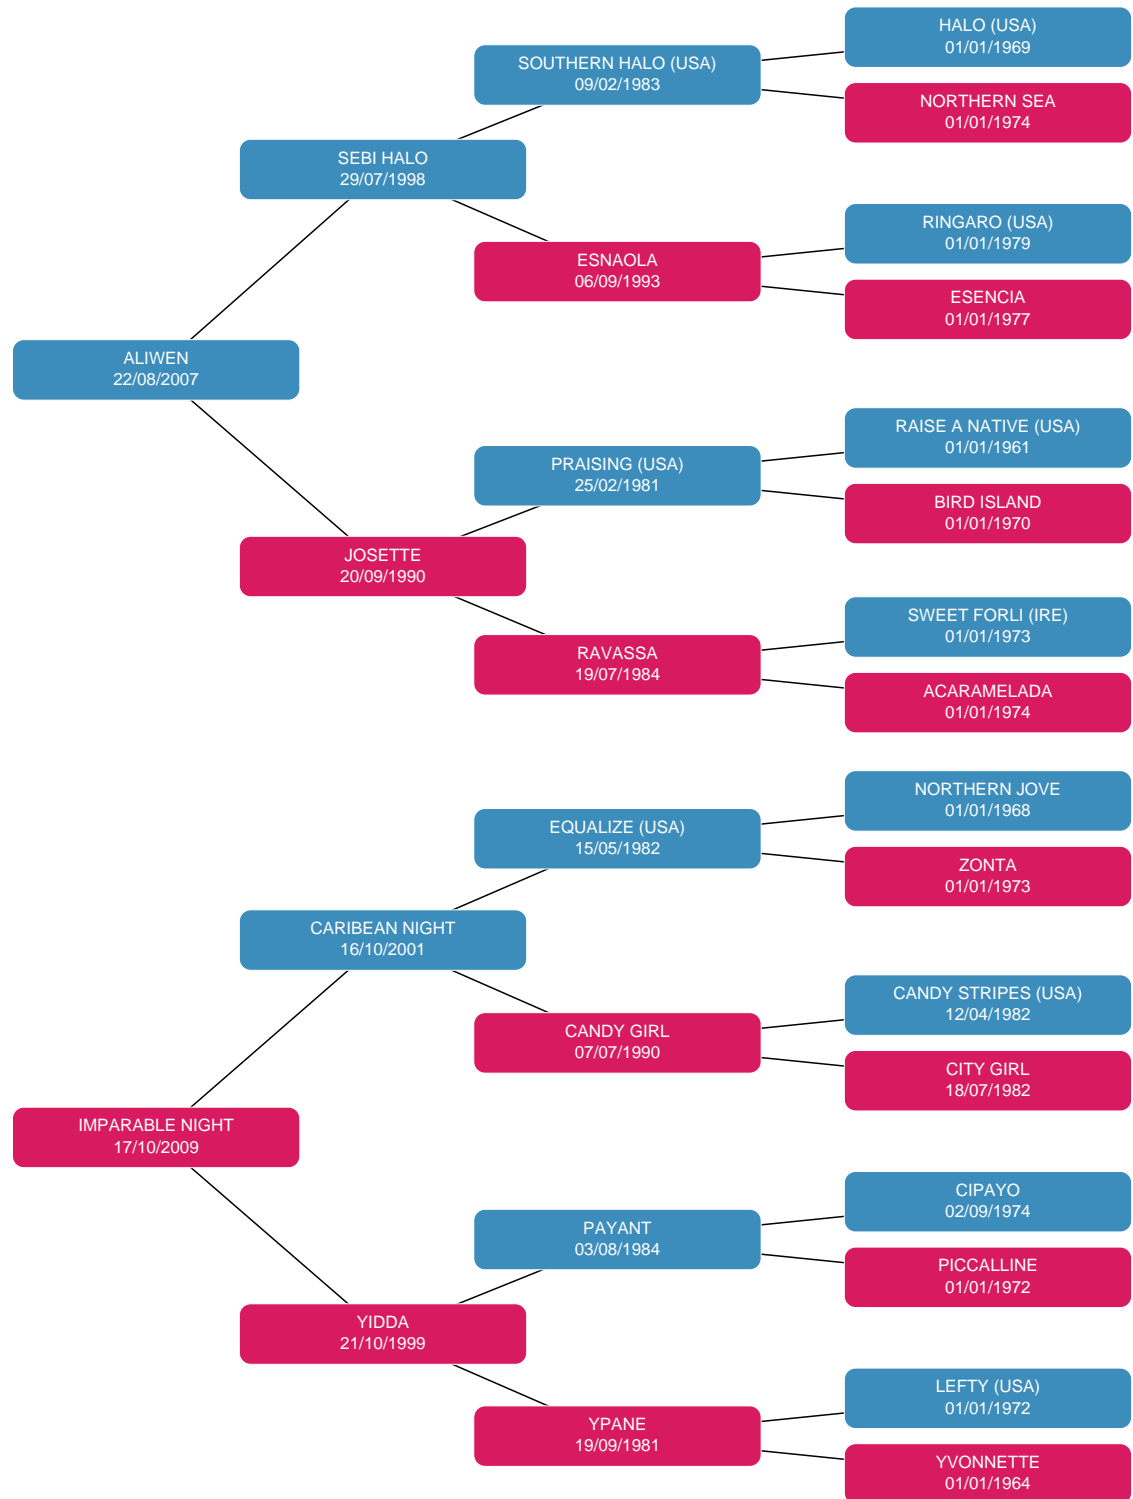 HALO (USA)
01/01/1969
SOUTHERN HALO (USA)
09/02/1983
NORTHERN SEA
01/01/1974
SEBI HALO
29/07/1998
RINGARO (USA)
01/01/1979
ESNAOLA
06/09/1993
ESENCIA
01/01/1977
ALIWEN
22/08/2007
RAISE A NATIVE (USA)
01/01/1961
PRAISING (USA)
25/02/1981
BIRD ISLAND
01/01/1970
JOSETTE
20/09/1990
SWEET FORLI (IRE)
01/01/1973
RAVASSA
19/07/1984
ACARAMELADA
01/01/1974
NORTHERN JOVE
01/01/1968
EQUALIZE (USA)
15/05/1982
ZONTA
01/01/1973
CARIBEAN NIGHT
16/10/2001
CANDY STRIPES (USA)
12/04/1982
CANDY GIRL
07/07/1990
CITY GIRL
18/07/1982
IMPARABLE NIGHT
17/10/2009
CIPAYO
02/09/1974
PAYANT
03/08/1984
PICCALLINE
01/01/1972
YIDDA
21/10/1999
LEFTY (USA)
01/01/1972
YPANE
19/09/1981
YVONNETTE
01/01/1964